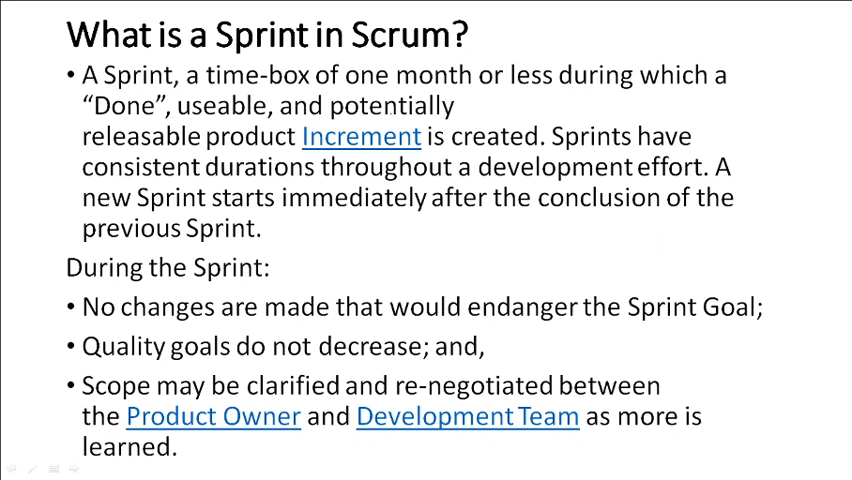 What is a Sprint in Scrum?
• A Sprint, a time-box of one month or less during which a
“Done”, useable, and potentially
releasable product Increment is created. Sprints have
consistent durations throughout a development effort. A
new Sprint starts immediately after the conclusion of the
previous Sprint.
During the Sprint:
• No changes are made that would endanger the Sprint Goal;
• Quality goals do not decrease; and,
• Scope may be clarified and re-negotiated between
the Product Owner and Development Team as more is
learned.